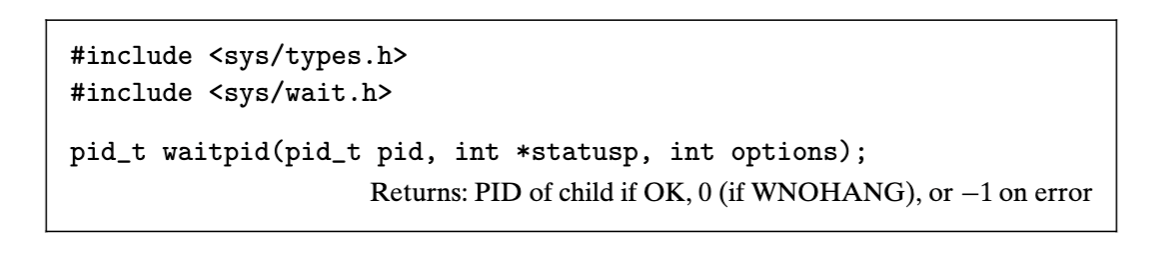 #include <sys/types.h>
#include <sys/wait.h>
pid_t waitpid(pid_t pid, int *statusp, int options);
Returns: PID of child if OK, 0 (if WNOHANG), or −1 on error